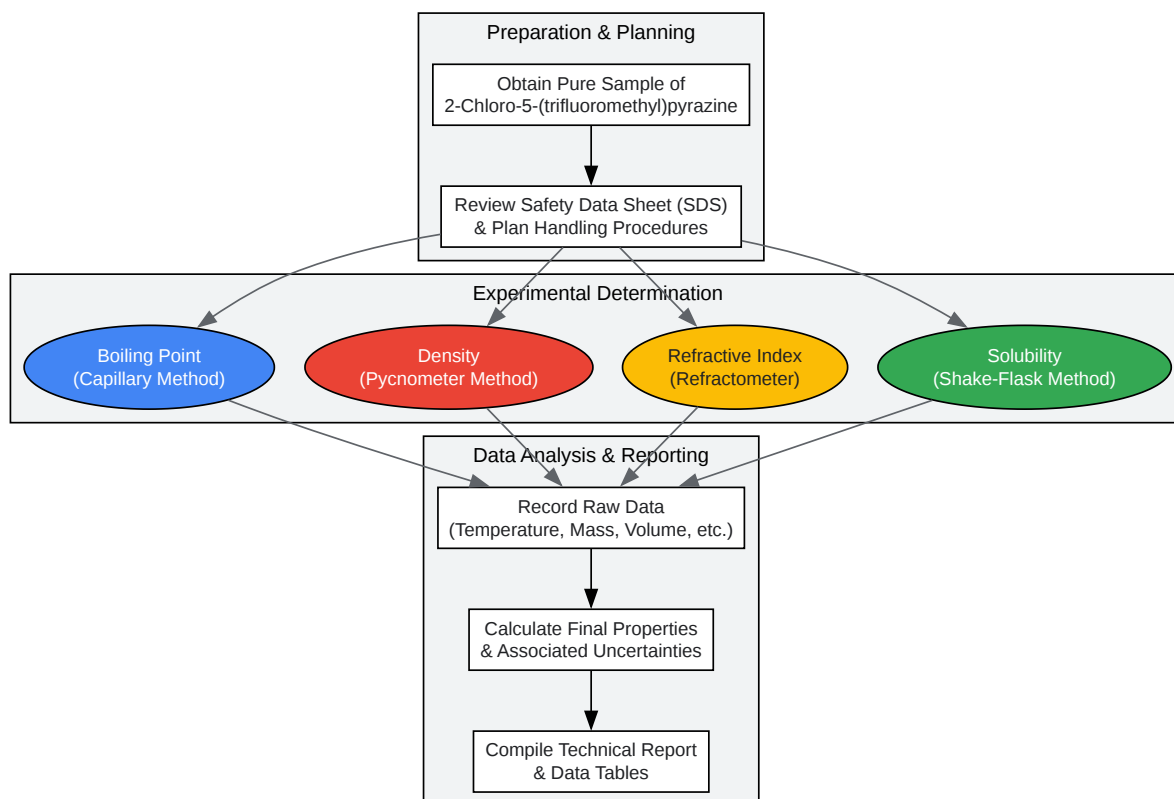 Preparation & Planning
Obtain Pure Sample of
2-Chloro-5-(trifluoromethyl)pyrazine
Review Safety Data Sheet (SDS)
& Plan Handling Procedures
Experimental Determination
Boiling Point
(Capillary Method)
Density
(Pycnometer Method)
Refractive Index
(Refractometer)
Solubility
(Shake-Flask Method)
Data Analysis & Reporting
Record Raw Data
(Temperature, Mass, Volume, etc.)
Calculate Final Properties
& Associated Uncertainties
Compile Technical Report
& Data Tables